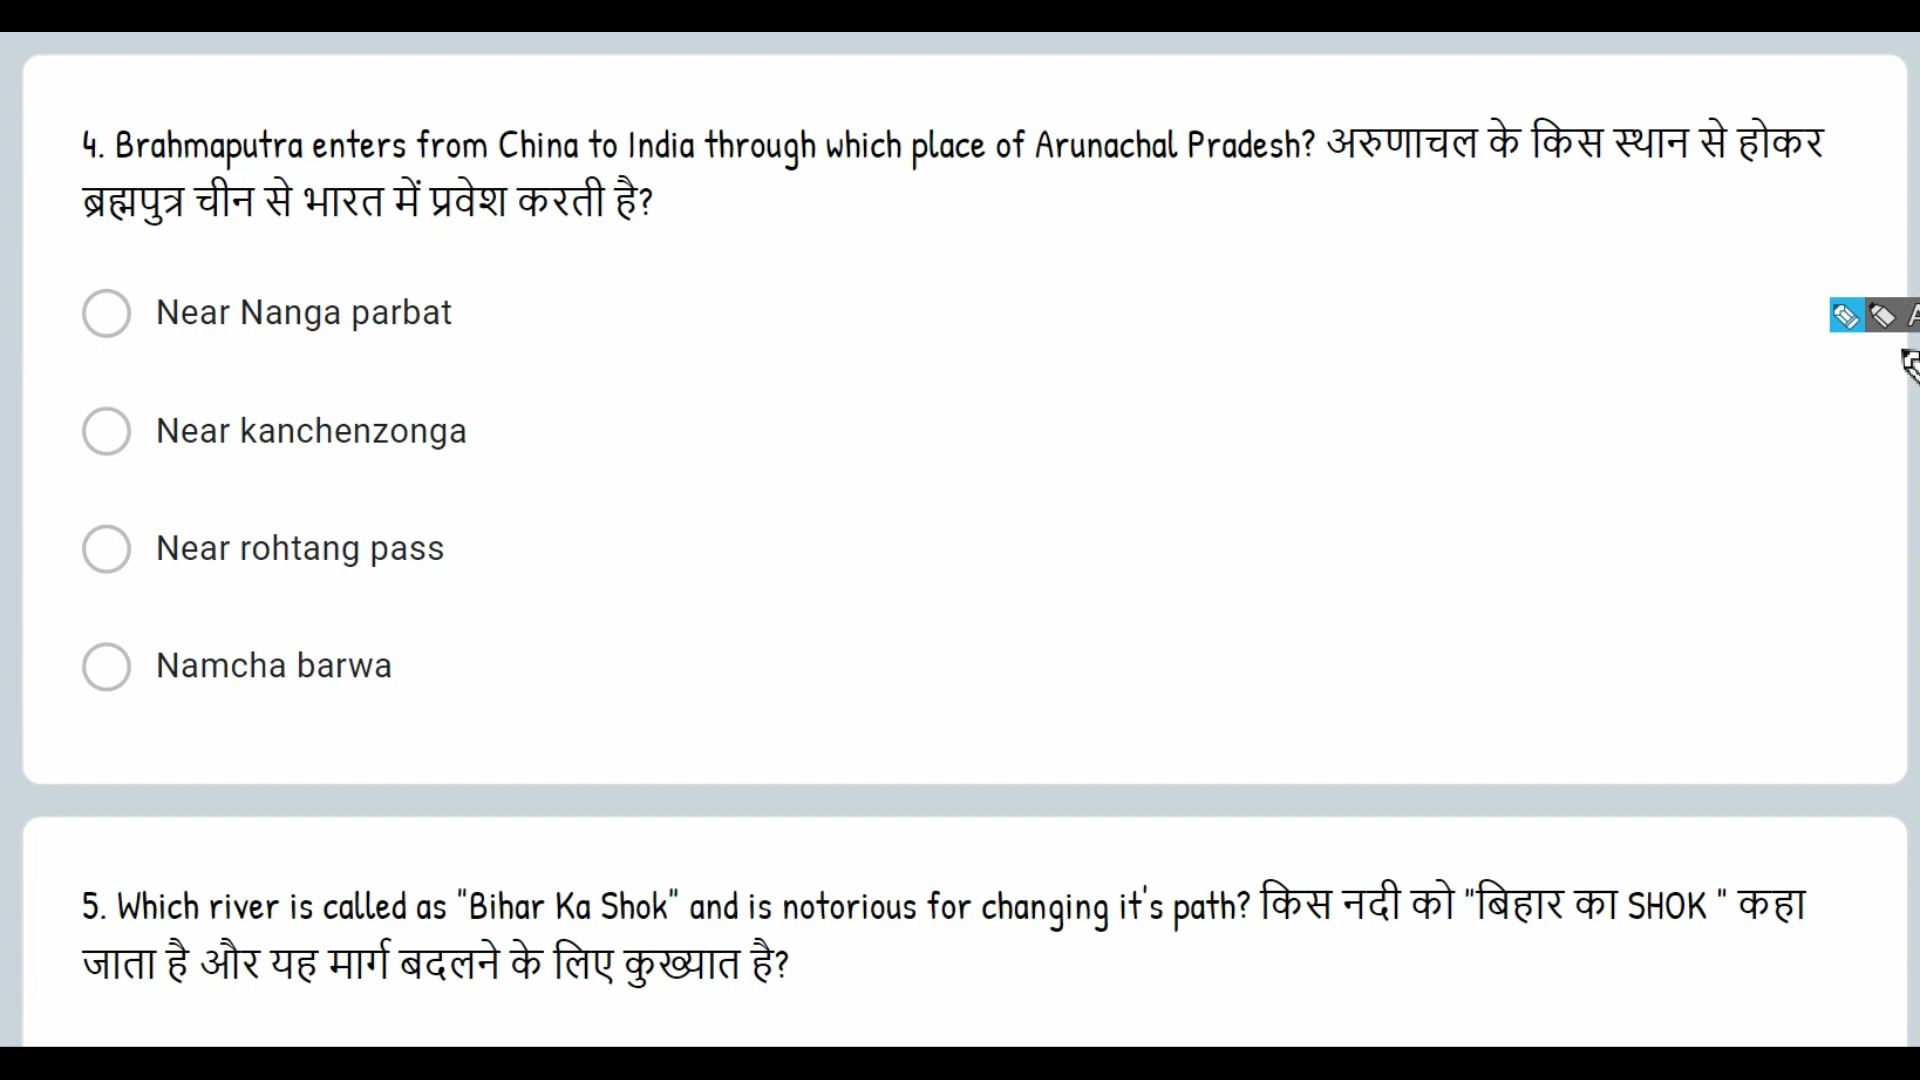 4. Brahmaputra enters from China to India through which place of Arunachal Pradesh? अरुणाचल के किस स्थान से होकर
ब्रह्मपुत्र चीन से भारत में प्रवेश करती है?
Near Nanga parbat
Near kanchenzonga
Near rohtang pass
Namcha barwa
5. Which river is called as "Bihar Ka Shok" and is notorious for changing it's path? किस नदी को "बिहार का SHOK " कहा
जाता है और यह मार्ग बदलने के लिए कुख्यात है?